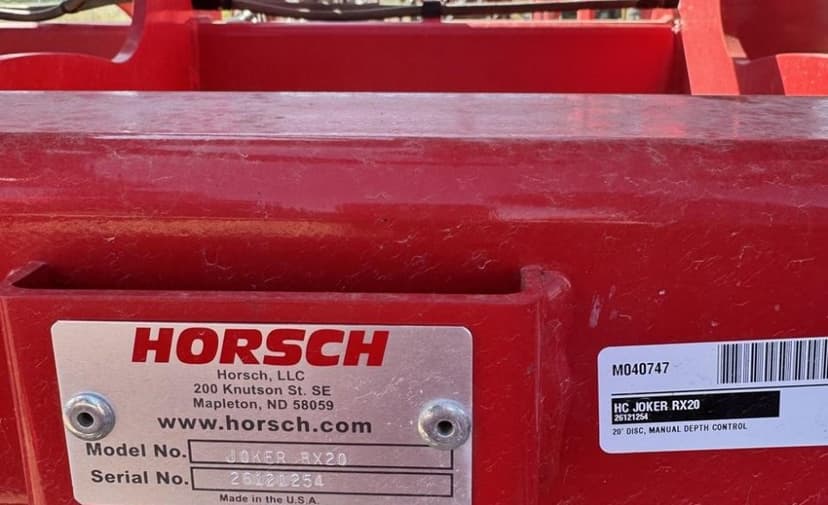 HORSCH
Horsch, LLC
200 Knutson St. SE
Mapleton, ND 58059
www.horsch.com
Model No. JOKER RX20
Serial No. 26121254
Made in the U.S.A.
M040747
HC JOKER RX20
26121254
20' DISC, MANUAL DEPTH CONTROL